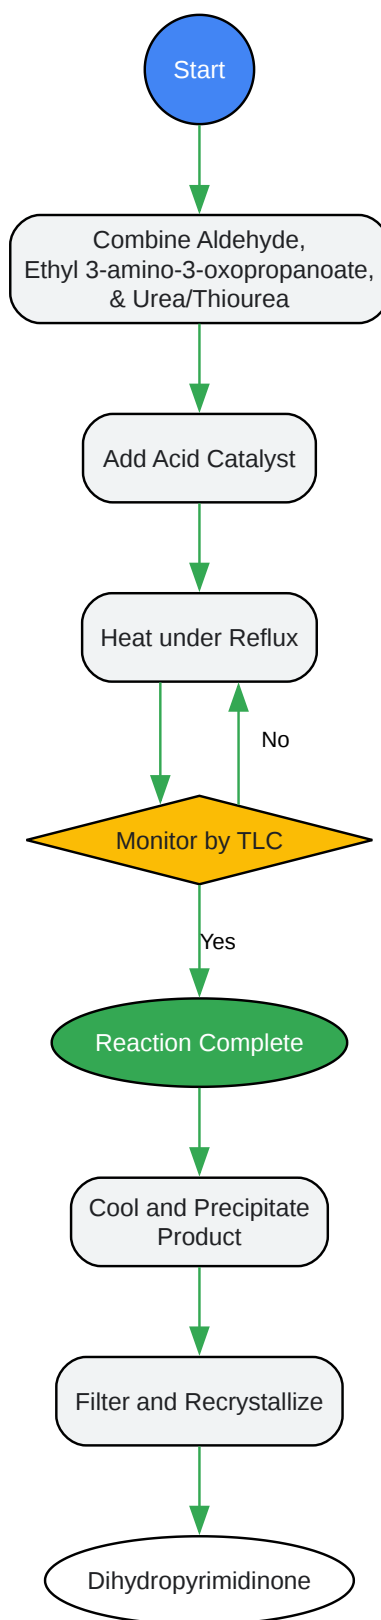 Start
Combine Aldehyde,
Ethyl 3-amino-3-oxopropanoate,
& Urea/Thiourea
Add Acid Catalyst
Heat under Reflux
No
Monitor by TLC
Yes
Reaction Complete
Cool and Precipitate
Product
Filter and Recrystallize
Dihydropyrimidinone